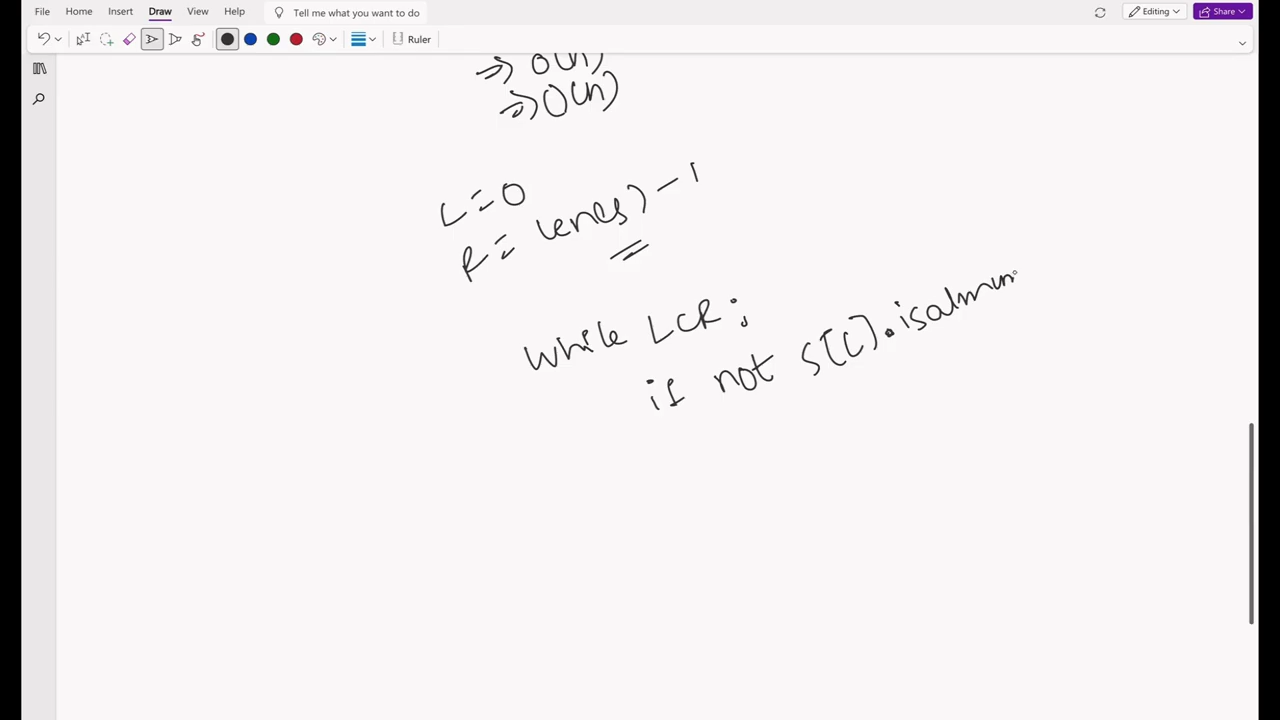 File Home Insert Draw View Help Tell me what you want to do Editing Share
Ruler
=> O(n)
=> O(n)
L = 0
R = len(s) - 1
while L<R:
if not s[L].isalnum